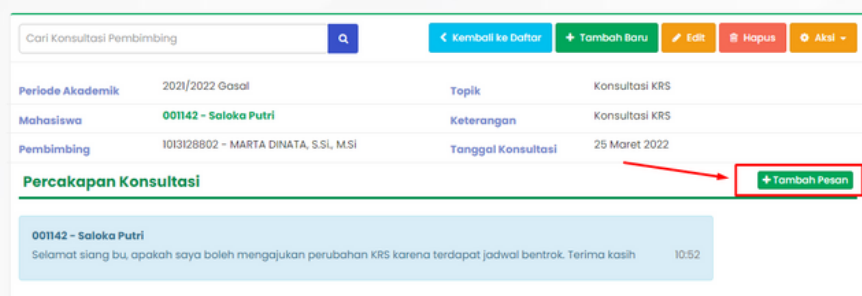 Cari Konsultasi Pembimbing
Kembali ke Daftar
Tambah Baru
Edit
Hapus
Aksi
Periode Akademik 2021/2022 Gasal Topik Konsultasi KRS
Mahasiswa 001142 - Saloka Putri Keterangan Konsultasi KRS
Pembimbing 1013128802 - MARTA DINATA, S.Si., M.Si Tanggal Konsultasi 25 Maret 2022
Percakapan Konsultasi
+Tambah Pesan
001142 - Saloka Putri
Selamat siang bu, apakah saya boleh mengajukan perubahan KRS karena terdapat jadwal bentrok. Terima kasih 10:52